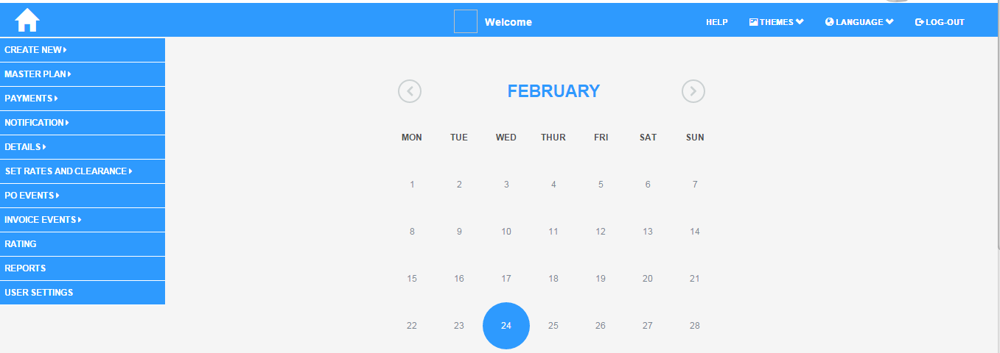 Welcome HELP THEMES LANGUAGE LOG-OUT
CREATE NEW
MASTER PLAN
PAYMENTS
NOTIFICATION
DETAILS
SET RATES AND CLEARANCE
PO EVENTS
INVOICE EVENTS
RATING
REPORTS
USER SETTINGS
FEBRUARY
MON TUE WED THUR FRI SAT SUN
1 2 3 4 5 6 7
8 9 10 11 12 13 14
15 16 17 18 19 20 21
22 23 24 25 26 27 28